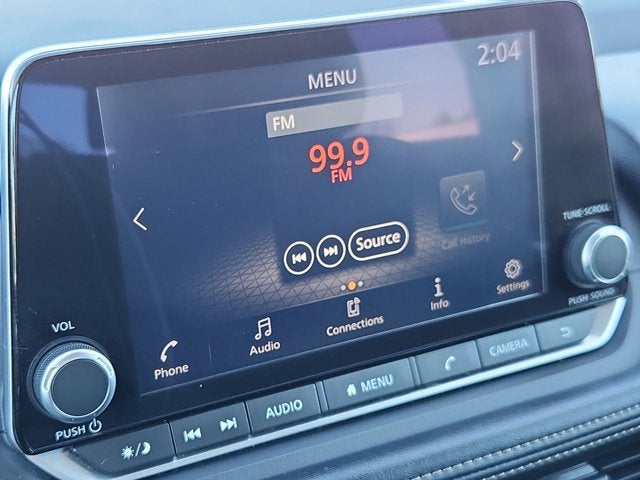 2:04
MENU
FM
99.9
FM
Source
Call History
Phone
Audio
Connections
Info
Settings
VOL
PUSH
TUNE·SCROLL
PUSH SOUND
AUDIO
MENU
CAMERA